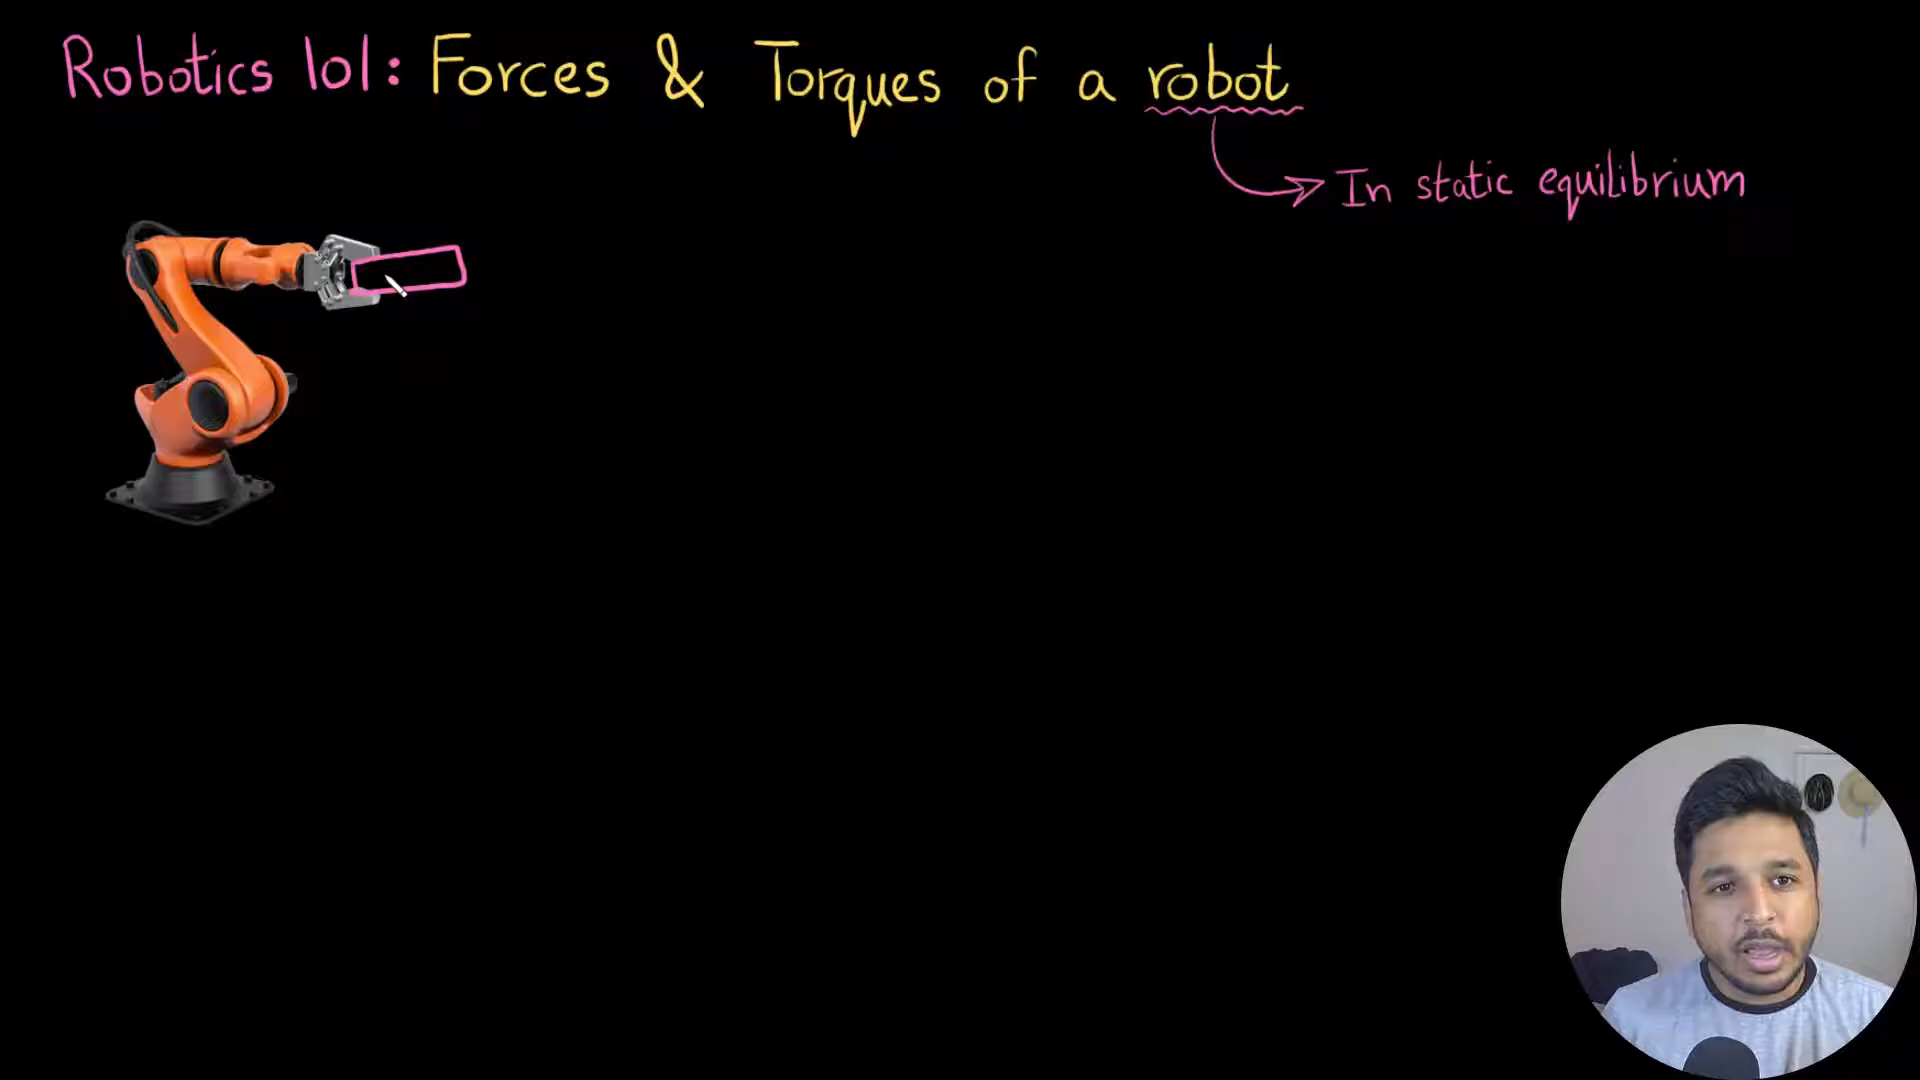 Robotics 101: Forces & Torques of a robot
In static equilibrium